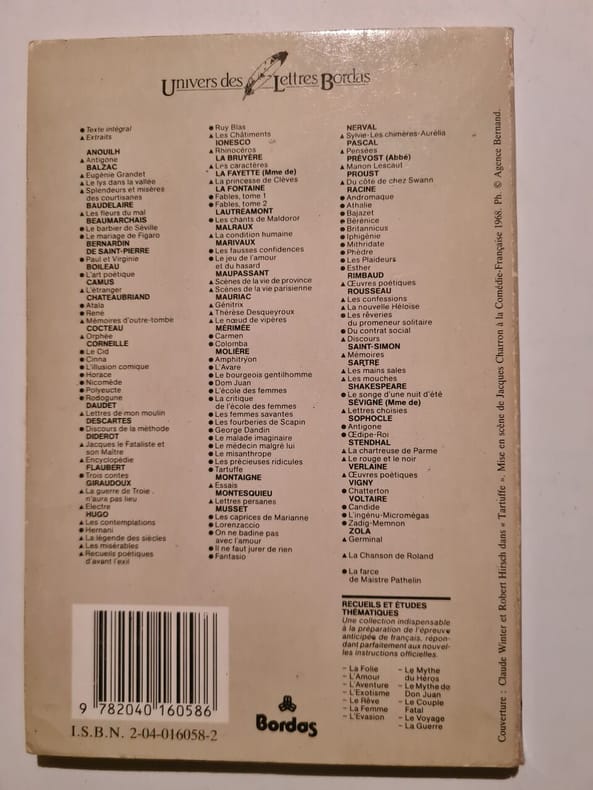 Univers des Lettres Bordas
● Texte intégral
▲ Extraits
ANOUILH
▲ Antigone
BALZAC
▲ Eugénie Grandet
▲ Le lys dans la vallée
▲ Splendeurs et misères
des courtisanes
BAUDELAIRE
▲ Les fleurs du mal
BEAUMARCHAIS
● Le barbier de Séville
● Le mariage de Figaro
BERNARDIN
DE SAINT-PIERRE
● Paul et Virginie
BOILEAU
● L'art poétique
CAMUS
▲ L'étranger
CHATEAUBRIAND
● Atala
● René
▲ Mémoires d'outre-tombe
COCTEAU
▲ Orphée
CORNEILLE
● Le Cid
● Cinna
● L'illusion comique
● Horace
● Nicomède
● Polyeucte
● Rodogune
DAUDET
▲ Lettres de mon moulin
DESCARTES
● Discours de la méthode
DIDEROT
▲ Jacques le Fataliste et
son Maître
▲ Encyclopédie
FLAUBERT
● Trois contes
GIRAUDOUX
▲ La guerre de Troie
n'aura pas lieu
▲ Electre
HUGO
▲ Les contemplations
● Hernani
▲ La légende des siècles
▲ Les misérables
▲ Recueils poétiques
d'avant l'exil
● Ruy Blas
▲ Les Châtiments
IONESCO
▲ Rhinocéros
LA BRUYÈRE
▲ Les caractères
LA FAYETTE (Mme de)
▲ La princesse de Clèves
LA FONTAINE
● Fables, tome 1
● Fables, tome 2
LAUTRÉAMONT
● Les chants de Maldoror
MALRAUX
▲ La condition humaine
MARIVAUX
● Les fausses confidences
● Le jeu de l'amour
et du hasard
MAUPASSANT
▲ Scènes de la vie de province
▲ Scènes de la vie parisienne
MAURIAC
▲ Génitrix
▲ Thérèse Desqueyroux
▲ Le nœud de vipères
MÉRIMÉE
● Carmen
● Colomba
MOLIÈRE
● Amphitryon
● L'Avare
● Le bourgeois gentilhomme
● Dom Juan
● L'école des femmes
● La critique
de l'école des femmes
● Les femmes savantes
● Les fourberies de Scapin
● George Dandin
● Le malade imaginaire
● Le médecin malgré lui
● Le misanthrope
● Les précieuses ridicules
● Tartuffe
MONTAIGNE
▲ Essais
MONTESQUIEU
▲ Lettres persanes
MUSSET
● Les caprices de Marianne
● Lorenzaccio
● On ne badine pas
avec l'amour
● Il ne faut jurer de rien
● Fantasio
NERVAL
▲ Sylvie-Les chimères-Aurélia
PASCAL
▲ Pensées
PRÉVOST (Abbé)
▲ Manon Lescaut
PROUST
▲ Du côté de chez Swann
RACINE
● Andromaque
● Athalie
● Bajazet
● Bérénice
● Britannicus
● Iphigénie
● Mithridate
● Phèdre
● Les Plaideurs
● Esther
RIMBAUD
▲ Œuvres poétiques
ROUSSEAU
▲ Les confessions
▲ La nouvelle Héloïse
● Les rêveries
du promeneur solitaire
● Du contrat social
▲ Discours
SAINT-SIMON
▲ Mémoires
SARTRE
▲ Les mains sales
▲ Les mouches
SHAKESPEARE
● Le songe d'une nuit d'été
SÉVIGNÉ (Mme de)
▲ Lettres choisies
SOPHOCLE
● Antigone
● Œdipe-Roi
STENDHAL
▲ La chartreuse de Parme
▲ Le rouge et le noir
VERLAINE
▲ Œuvres poétiques
VIGNY
● Chatterton
VOLTAIRE
● Candide
● L'ingénu-Micromégas
● Zadig-Memnon
ZOLA
▲ Germinal
▲ La Chanson de Roland
● La farce
de Maistre Pathelin
RECUEILS ET ÉTUDES
THÉMATIQUES
Une collection indispensable
à la préparation de l'épreuve
anticipée de français, répon-
dant parfaitement aux nouvel-
les instructions officielles.
– La Folie
– L'Amour
– L'Aventure
– L'Exotisme
– Le Rêve
– La Femme
– L'Evasion
– Le Mythe
du Héros
– Le Mythe de
Don Juan
– Le Couple
Fatal
– Le Voyage
– La Guerre
9 782040 160586
I.S.B.N. 2-04-016058-2
Bordas
Couverture : Claude Winter et Robert Hirsch dans « Tartuffe ». Mise en scène de Jacques Charron à la Comédie-Française 1968. Ph. © Agence Bernand.